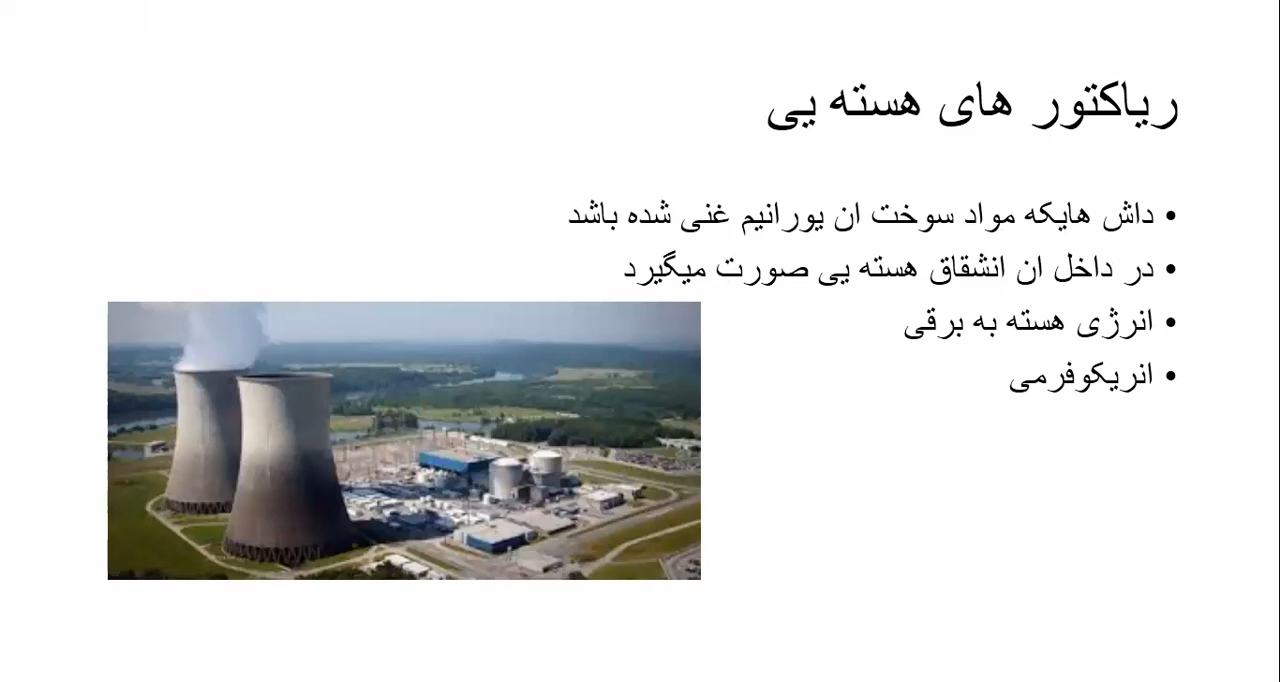 ریاکتور های هسته یی
• داش هایکه مواد سوخت ان یورانیم غنی شده باشد
• در داخل ان انشقاق هسته یی صورت میگیرد
• انرژی هسته به برقی
• انریکوفرمی